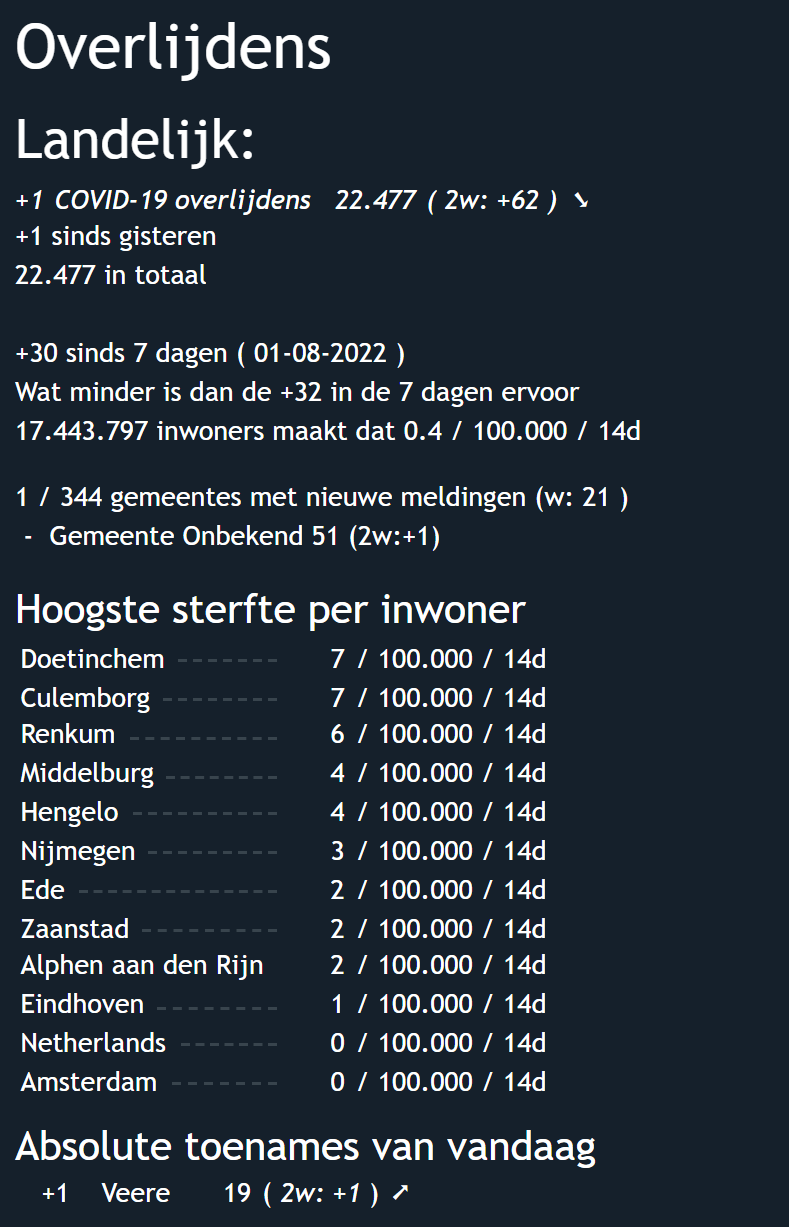 Overlijdens
Landelijk:
+1 COVID-19 overlijdens 22.477 ( 2w: +62 ) ➘
+1 sinds gisteren
22.477 in totaal
+30 sinds 7 dagen ( 01-08-2022 )
Wat minder is dan de +32 in de 7 dagen ervoor
17.443.797 inwoners maakt dat 0.4 / 100.000 / 14d
1 / 344 gemeentes met nieuwe meldingen (w: 21 )
- Gemeente Onbekend 51 (2w:+1)
Hoogste sterfte per inwoner
Doetinchem ------- 7 / 100.000 / 14d
Culemborg -------- 7 / 100.000 / 14d
Renkum ---------- 6 / 100.000 / 14d
Middelburg -------- 4 / 100.000 / 14d
Hengelo ---------- 4 / 100.000 / 14d
Nijmegen --------- 3 / 100.000 / 14d
Ede -------------- 2 / 100.000 / 14d
Zaanstad ---------- 2 / 100.000 / 14d
Alphen aan den Rijn 2 / 100.000 / 14d
Eindhoven -------- 1 / 100.000 / 14d
Netherlands ------- 0 / 100.000 / 14d
Amsterdam -------- 0 / 100.000 / 14d
Absolute toenames van vandaag
+1 Veere 19 ( 2w: +1 ) ➚